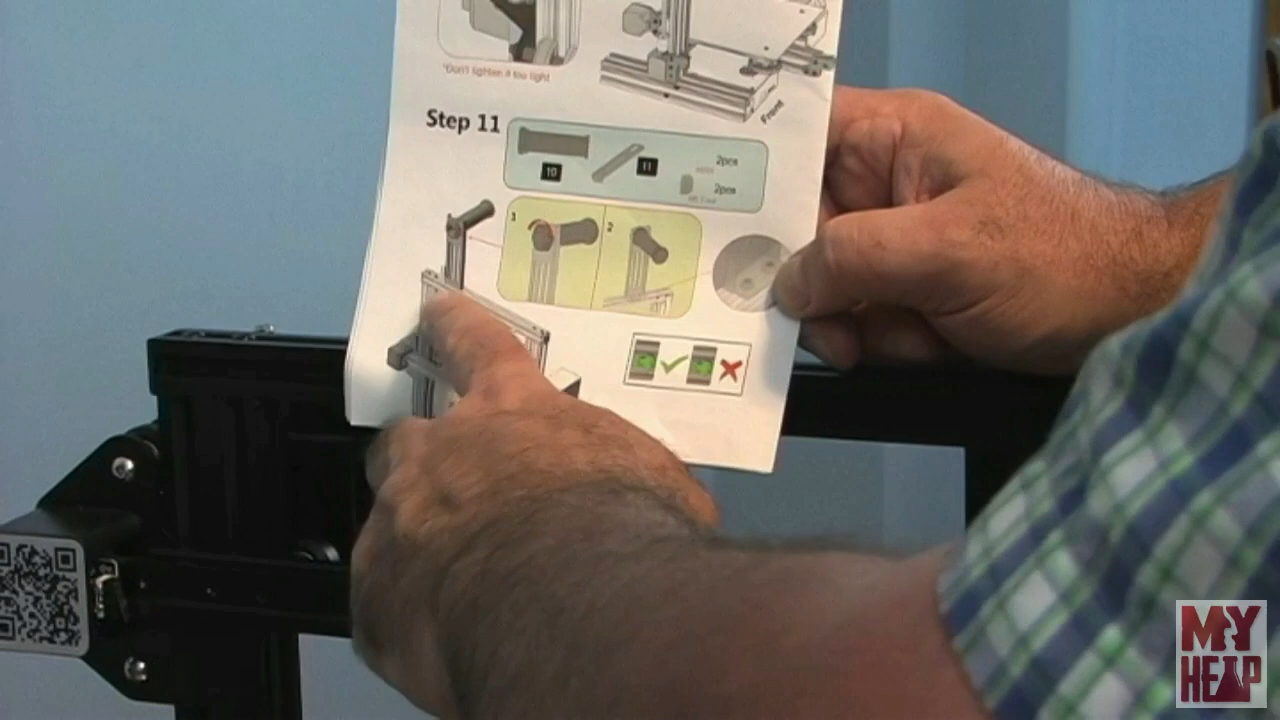 *Don't tighten it too tight
Front
Step 11
10
11
2pcs
2pcs
1
2
MY
HEAP